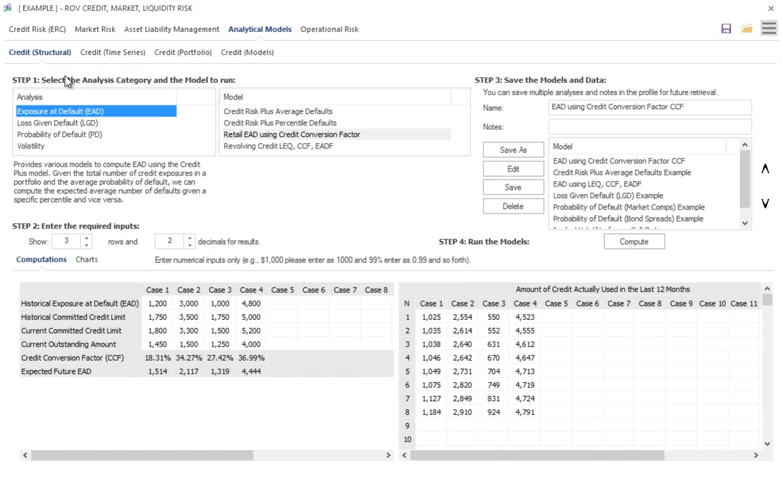 [ EXAMPLE ] - ROV CREDIT, MARKET, LIQUIDITY RISK
Credit Risk (ERC) Market Risk Asset Liability Management Analytical Models Operational Risk
Credit (Structural) Credit (Time Series) Credit (Portfolio) Credit (Models)
STEP 1: Select the Analysis Category and the Model to run:
Analysis
Exposure at Default (EAD)
Loss Given Default (LGD)
Probability of Default (PD)
Volatility
Model
Credit Risk Plus Average Defaults
Credit Risk Plus Percentile Defaults
Retail EAD using Credit Conversion Factor
Revolving Credit LEQ, CCF, EADF
Provides various models to compute EAD using the Credit
Plus model. Given the total number of credit exposures in a
portfolio and the average probability of default, we can
compute the expected average number of defaults given a
specific percentile and vice versa.
STEP 3: Save the Models and Data:
You can save multiple analyses and notes in the profile for future retrieval.
Name: EAD using Credit Conversion Factor CCF
Notes:
Save As
Edit
Save
Delete
Model
EAD using Credit Conversion Factor CCF
Credit Risk Plus Average Defaults Example
EAD using LEQ, CCF, EADF
Loss Given Default (LGD) Example
Probability of Default (Market Comps) Example
Probability of Default (Bond Spreads) Example
STEP 2: Enter the required inputs:
Show: 3 rows and 2 decimals for results.
STEP 4: Run the Models: Compute
Computations Charts Enter numerical inputs only (e.g., $1,000 please enter as 1000 and 99% enter as 0.99 and so forth).
Case 1 Case 2 Case 3 Case 4 Case 5 Case 6 Case 7 Case 8
Historical Exposure at Default (EAD) 1,200 3,000 1,000 4,800
Historical Committed Credit Limit 1,750 3,500 1,750 5,000
Current Committed Credit Limit 1,800 3,300 1,500 5,200
Current Outstanding Amount 1,450 1,500 1,250 4,000
Credit Conversion Factor (CCF) 18.31% 34.27% 27.42% 36.99%
Expected Future EAD 1,514 2,117 1,319 4,444
Amount of Credit Actually Used in the Last 12 Months
N Case 1 Case 2 Case 3 Case 4 Case 5 Case 6 Case 7 Case 8 Case 9 Case 10 Case 11
1 1,025 2,554 550 4,523
2 1,035 2,614 552 4,555
3 1,038 2,640 631 4,612
4 1,046 2,642 670 4,647
5 1,049 2,731 704 4,713
6 1,075 2,820 749 4,719
7 1,127 2,849 831 4,724
8 1,184 2,910 924 4,791
9
10